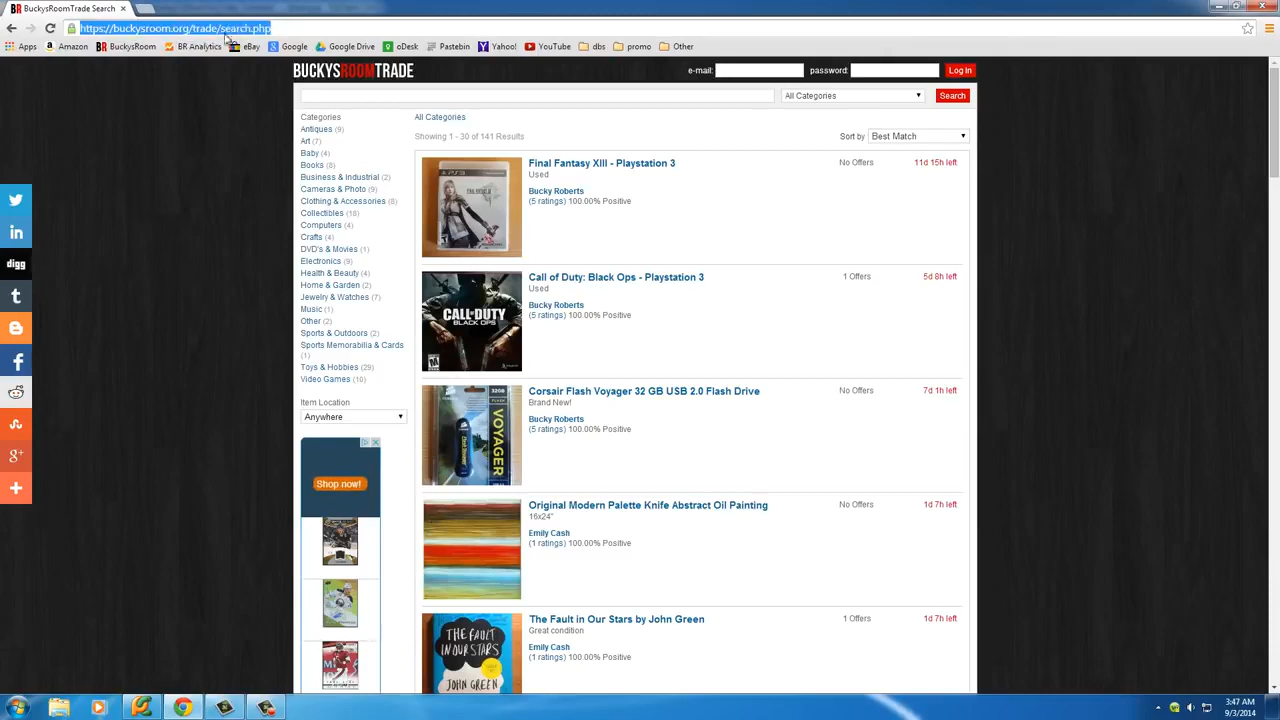 BuckysRoomTrade Search
https://buckysroom.org/trade/search.php
Apps Amazon BuckysRoom BR Analytics eBay Google Google Drive oDesk Pastebin Yahoo! YouTube dbs promo Other
BUCKYSROOMTRADE e-mail: password: Log In
All Categories Search
Categories
Antiques (9)
Art (7)
Baby (4)
Books (8)
Business & Industrial (2)
Cameras & Photo (9)
Clothing & Accessories (8)
Collectibles (18)
Computers (4)
Crafts (4)
DVD's & Movies (1)
Electronics (9)
Health & Beauty (4)
Home & Garden (2)
Jewelry & Watches (7)
Music (1)
Other (2)
Sports & Outdoors (2)
Sports Memorabilia & Cards
(1)
Toys & Hobbies (29)
Video Games (10)
Item Location
Anywhere
Shop now!
All Categories
Showing 1 - 30 of 141 Results
Sort by Best Match
Final Fantasy XIII - Playstation 3 No Offers 11d 15h left
Used
Bucky Roberts
(5 ratings) 100.00% Positive
Call of Duty: Black Ops - Playstation 3 1 Offers 5d 8h left
Used
Bucky Roberts
(5 ratings) 100.00% Positive
CALL OF DUTY
BLACK OPS
Corsair Flash Voyager 32 GB USB 2.0 Flash Drive No Offers 7d 1h left
Brand New!
Bucky Roberts
(5 ratings) 100.00% Positive
32GB
VOYAGER
Original Modern Palette Knife Abstract Oil Painting No Offers 1d 7h left
16x24"
Emily Cash
(1 ratings) 100.00% Positive
The Fault in Our Stars by John Green 1 Offers 1d 7h left
Great condition
Emily Cash
(1 ratings) 100.00% Positive
THE FAULT
IN OUR
STARS
JOHN GREEN
digg
3:47 AM
9/3/2014